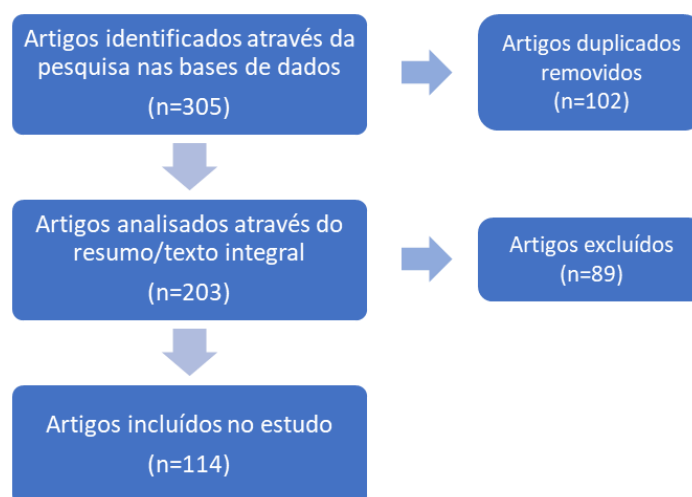 Artigos identificados através da
pesquisa nas bases de dados
(n=305)
Artigos duplicados
removidos
(n=102)
Artigos analisados através do
resumo/texto integral
(n=203)
Artigos excluídos
(n=89)
Artigos incluídos no estudo
(n=114)